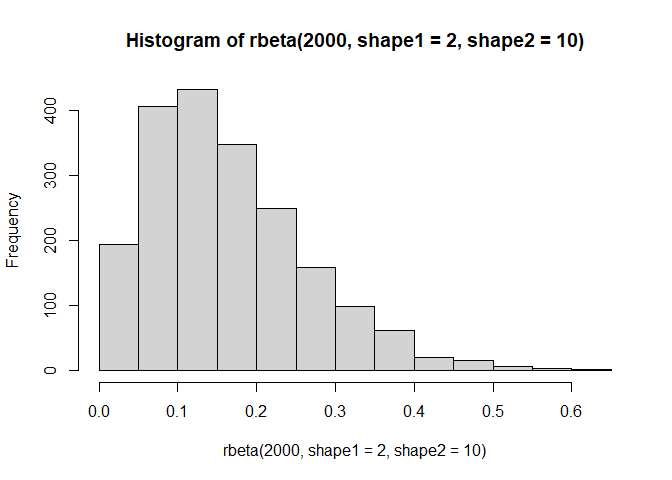 Histogram of rbeta(2000, shape1 = 2, shape2 = 10)
Frequency
400
300
200
100
0
0.0 0.1 0.2 0.3 0.4 0.5 0.6
rbeta(2000, shape1 = 2, shape2 = 10)